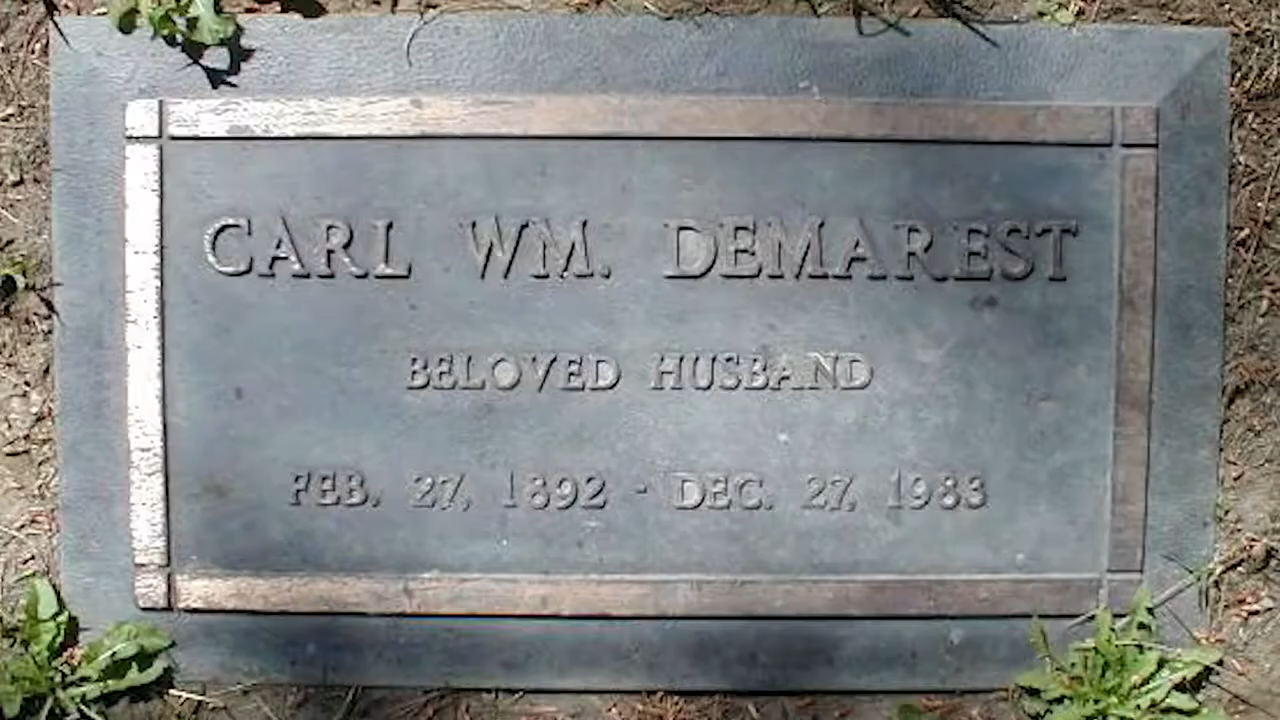 CARL WM. DEMAREST
BELOVED HUSBAND
FEB. 27, 1892 - DEC. 27, 1983